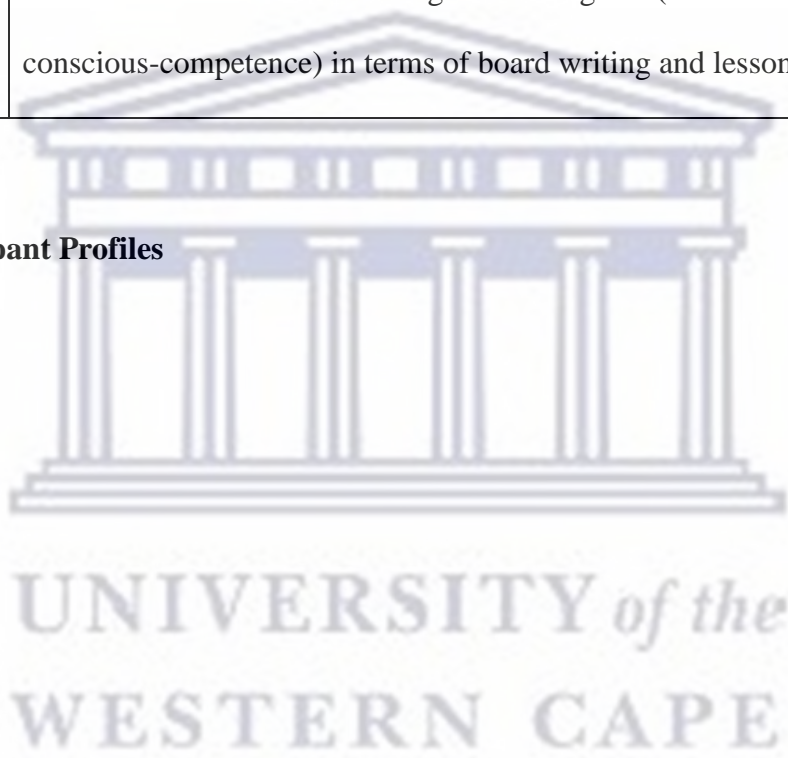 conscious-competence) in terms of board writing and lesson
pant Profiles
UNIVERSITY of the
WESTERN CAPE